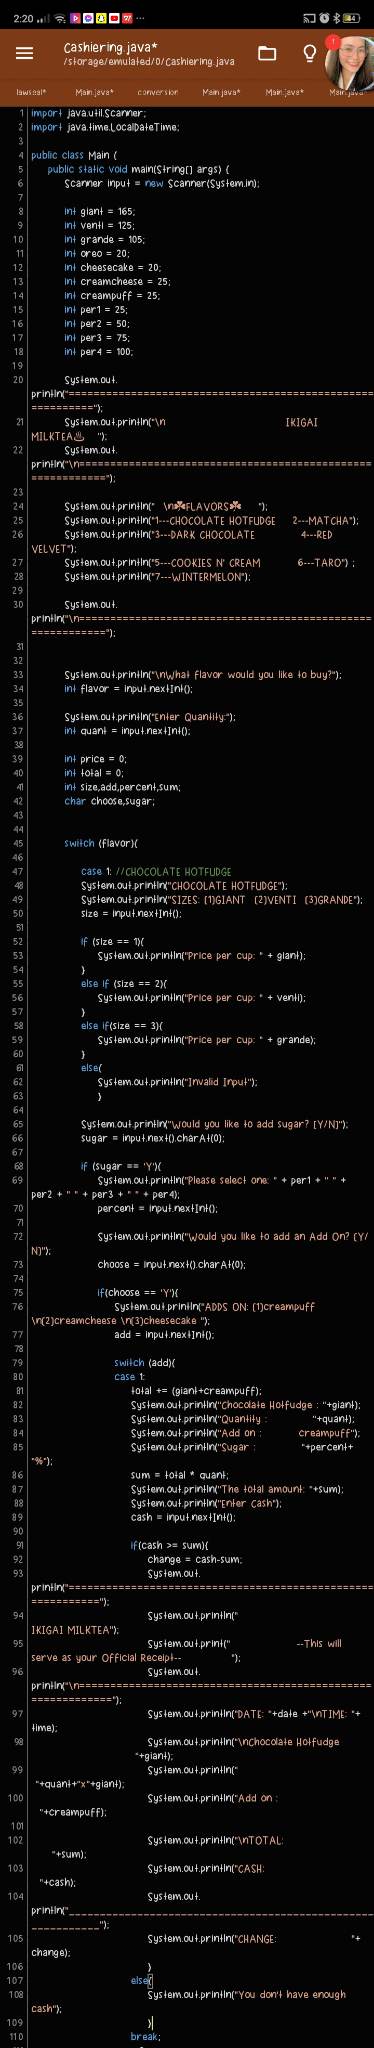 2:20
54
Cashiering.java*
/storage/emulated/0/Cashiering.java
1
lawseal*   Main.java*   conversion   Main.java*   Main.java*   Main.java*
1 import java.util.Scanner;
2 import java.time.LocalDateTime;
3
4 public class Main {
5 public static void main(String[] args) {
6 Scanner input = new Scanner(System.in);
7
8 int giant = 165;
9 int venti = 125;
10 int grande = 105;
11 int oreo = 20;
12 int cheesecake = 20;
13 int creamcheese = 25;
14 int creampuff = 25;
15 int per1 = 25;
16 int per2 = 50;
17 int per3 = 75;
18 int per4 = 100;
19
20 System.out.
println("==================================================
==========");
21 System.out.println("\n                    IKIGAI
MILKTEA♨   ");
22 System.out.
println("\n================================================
============");
23
24 System.out.println("  \n☘FLAVORS☘    ");
25 System.out.println("1---CHOCOLATE HOTFUDGE    2---MATCHA");
26 System.out.println("3---DARK CHOCOLATE          4---RED
VELVET");
27 System.out.println("5---COOKIES N' CREAM        6---TARO") ;
28 System.out.println("7---WINTERMELON");
29
30 System.out.
println("\n================================================
============");
31
32
33 System.out.println("\nWhat flavor would you like to buy?");
34 int flavor = input.nextInt();
35
36 System.out.println("Enter Quantity:");
37 int quant = input.nextInt();
38
39 int price = 0;
40 int total = 0;
41 int size,add,percent,sum;
42 char choose,sugar;
43
44
45 switch (flavor){
46
47 case 1: //CHOCOLATE HOTFUDGE
48 System.out.println("CHOCOLATE HOTFUDGE");
49 System.out.println("SIZES: [1]GIANT  [2]VENTI  [3]GRANDE");
50 size = input.nextInt();
51
52 if (size == 1){
53 System.out.println("Price per cup: " + giant);
54 }
55 else if (size == 2){
56 System.out.println("Price per cup: " + venti);
57 }
58 else if(size == 3){
59 System.out.println("Price per cup: " + grande);
60 }
61 else{
62 System.out.println("Invalid Input");
63 }
64
65 System.out.println("Would you like to add sugar? [Y/N]");
66 sugar = input.next().charAt(0);
67
68 if (sugar == 'Y'){
69 System.out.println("Please select one: " + per1 + " " +
per2 + " " + per3 + " " + per4);
70 percent = input.nextInt();
71
72 System.out.println("Would you like to add an Add On? [Y/
N]");
73 choose = input.next().charAt(0);
74
75 if(choose == 'Y'){
76 System.out.println("ADDS ON: [1]creampuff
\n[2]creamcheese \n[3]cheesecake ");
77 add = input.nextInt();
78
79 switch (add){
80 case 1:
81 total += (giant+creampuff);
82 System.out.println("Chocolate Hotfudge : "+giant);
83 System.out.println("Quantity :          "+quant);
84 System.out.println("Add on :        creampuff");
85 System.out.println("Sugar :          "+percent+
"%");
86 sum = total * quant;
87 System.out.println("The total amount: "+sum);
88 System.out.println("Enter Cash");
89 cash = input.nextInt();
90
91 if(cash >= sum){
92 change = cash-sum;
93 System.out.
println("==================================================
===========");
94 System.out.println("
IKIGAI MILKTEA");
95 System.out.print("              --This will
serve as your Official Receipt--            ");
96 System.out.
println("\n================================================
=============");
97 System.out.println("DATE: "+date +"\nTIME: "+
time);
98 System.out.println("\nChocolate Hotfudge
"+giant);
99 System.out.println("
"+quant+"x"+giant);
100 System.out.println("Add on :
"+creampuff);
101
102 System.out.println("\nTOTAL:
"+sum);
103 System.out.println("CASH:
"+cash);
104 System.out.
println("__________________________________________________
___________");
105 System.out.println("CHANGE:                "+
change);
106 }
107 else{
108 System.out.println("You don't have enough
cash");
109 }
110 break;